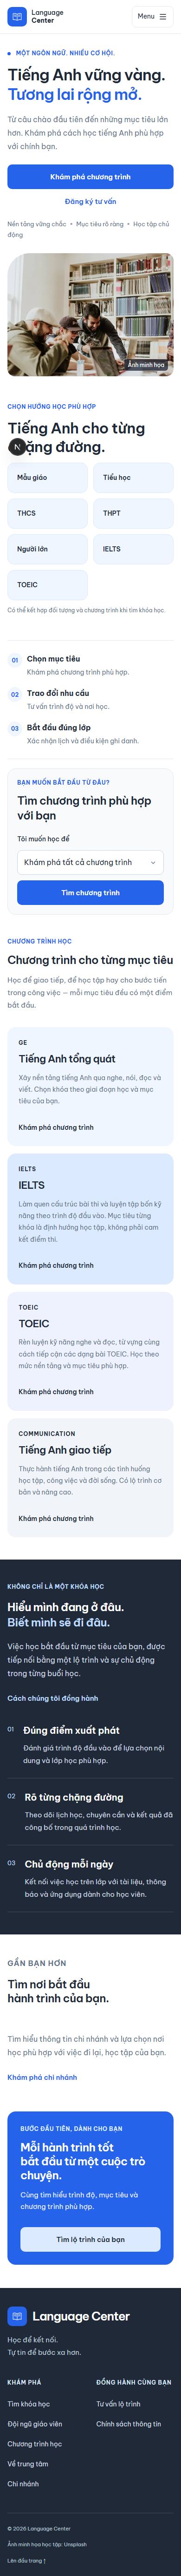 Language
Center
Menu
MỘT NGÔN NGỮ. NHIỀU CƠ HỘI.
Tiếng Anh vững vàng.
Tương lai rộng mở.
Từ câu chào đầu tiên đến những mục tiêu lớn
hơn. Khám phá cách học tiếng Anh phù hợp
với chính bạn.
Khám phá chương trình
Đăng ký tư vấn
Nền tảng vững chắc • Mục tiêu rõ ràng • Học tập chủ
động
Ảnh minh họa
CHỌN HƯỚNG HỌC PHÙ HỢP
Tiếng Anh cho từng
chặng đường.
N
Mẫu giáo
Tiểu học
THCS
THPT
Người lớn
IELTS
TOEIC
Có thể kết hợp đối tượng và chương trình khi tìm khóa học.
01
Chọn mục tiêu
Khám phá chương trình phù hợp.
02
Trao đổi nhu cầu
Tư vấn trình độ và nơi học.
03
Bắt đầu đúng lớp
Xác nhận lịch và điều kiện ghi danh.
BẠN MUỐN BẮT ĐẦU TỪ ĐÂU?
Tìm chương trình phù hợp
với bạn
Tôi muốn học để
Khám phá tất cả chương trình
Tìm chương trình
CHƯƠNG TRÌNH HỌC
Chương trình cho từng mục tiêu
Học để giao tiếp, để học tập hay cho bước tiến
trong công việc — mỗi mục tiêu đều có một điểm
bắt đầu.
GE
Tiếng Anh tổng quát
Xây nền tảng tiếng Anh qua nghe, nói, đọc và
viết. Chọn khóa theo giai đoạn học và mục
tiêu của bạn.
Khám phá chương trình
IELTS
IELTS
Làm quen cấu trúc bài thi và luyện tập bốn kỹ
năng theo trình độ đầu vào. Mục tiêu từng
khóa là định hướng học tập, không phải cam
kết điểm thi.
Khám phá chương trình
TOEIC
TOEIC
Rèn luyện kỹ năng nghe và đọc, từ vựng cùng
cách tiếp cận các dạng bài TOEIC. Học theo
mức nền tảng và mục tiêu phù hợp.
Khám phá chương trình
COMMUNICATION
Tiếng Anh giao tiếp
Thực hành tiếng Anh trong các tình huống
học tập, công việc và đời sống. Có lộ trình cơ
bản và nâng cao.
Khám phá chương trình
KHÔNG CHỈ LÀ MỘT KHÓA HỌC
Hiểu mình đang ở đâu.
Biết mình sẽ đi đâu.
Việc học bắt đầu từ mục tiêu của bạn, được
tiếp nối bằng một lộ trình và sự chủ động
trong từng buổi học.
Cách chúng tôi đồng hành
01
Đúng điểm xuất phát
Đánh giá trình độ đầu vào để lựa chọn nội
dung và lớp học phù hợp.
02
Rõ từng chặng đường
Theo dõi lịch học, chuyên cần và kết quả đã
công bố trong quá trình học.
03
Chủ động mỗi ngày
Kết nối việc học trên lớp với tài liệu, thông
báo và ứng dụng dành cho học viên.
GẦN BẠN HƠN
Tìm nơi bắt đầu
hành trình của bạn.
Tìm hiểu thông tin chi nhánh và lựa chọn nơi
học phù hợp với việc đi lại, học tập của bạn.
Khám phá chi nhánh
BƯỚC ĐẦU TIÊN, DÀNH CHO BẠN
Mỗi hành trình tốt
bắt đầu từ một cuộc trò
chuyện.
Cùng tìm hiểu trình độ, mục tiêu và
chương trình phù hợp.
Tìm lộ trình của bạn
Language Center
Học để kết nối.
Tự tin để bước xa hơn.
KHÁM PHÁ
Tìm khóa học
Đội ngũ giáo viên
Chương trình học
Về trung tâm
Chi nhánh
ĐỒNG HÀNH CÙNG BẠN
Tư vấn lộ trình
Chính sách thông tin
© 2026 Language Center
Ảnh minh họa học tập: Unsplash
Lên đầu trang ↑